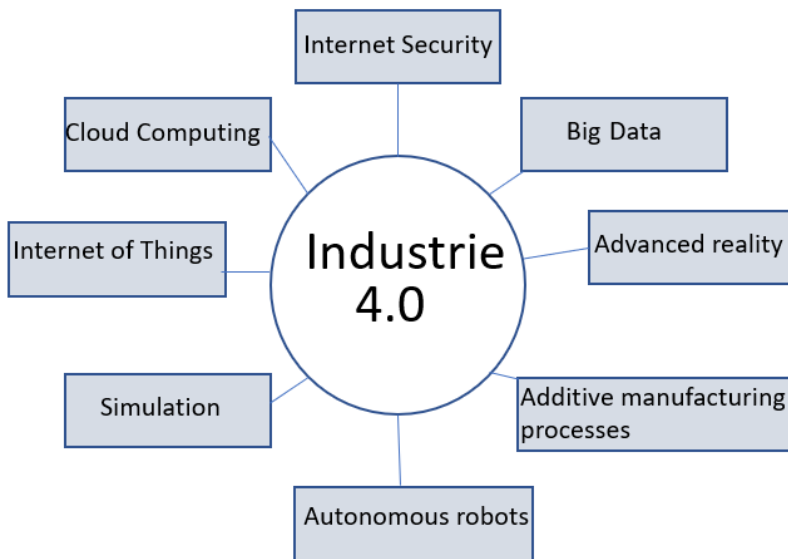 Internet Security
Cloud Computing
Big Data
Internet of Things
Industrie
4.0
Advanced reality
Simulation
Additive manufacturing
processes
Autonomous robots